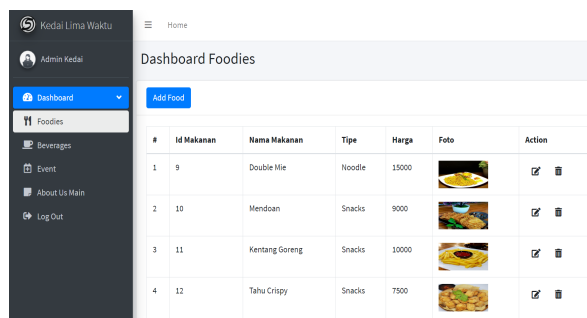 Kedai Lima Waktu
Home
Admin Kedai
Dashboard Foodies
Dashboard
Add Food
Foodies
Beverages
Event
About Us Main
Log Out
# Id Makanan Nama Makanan Tipe Harga Foto Action
1 9 Double Mie Noodle 15000
2 10 Mendoan Snacks 9000
3 11 Kentang Goreng Snacks 10000
4 12 Tahu Crispy Snacks 7500